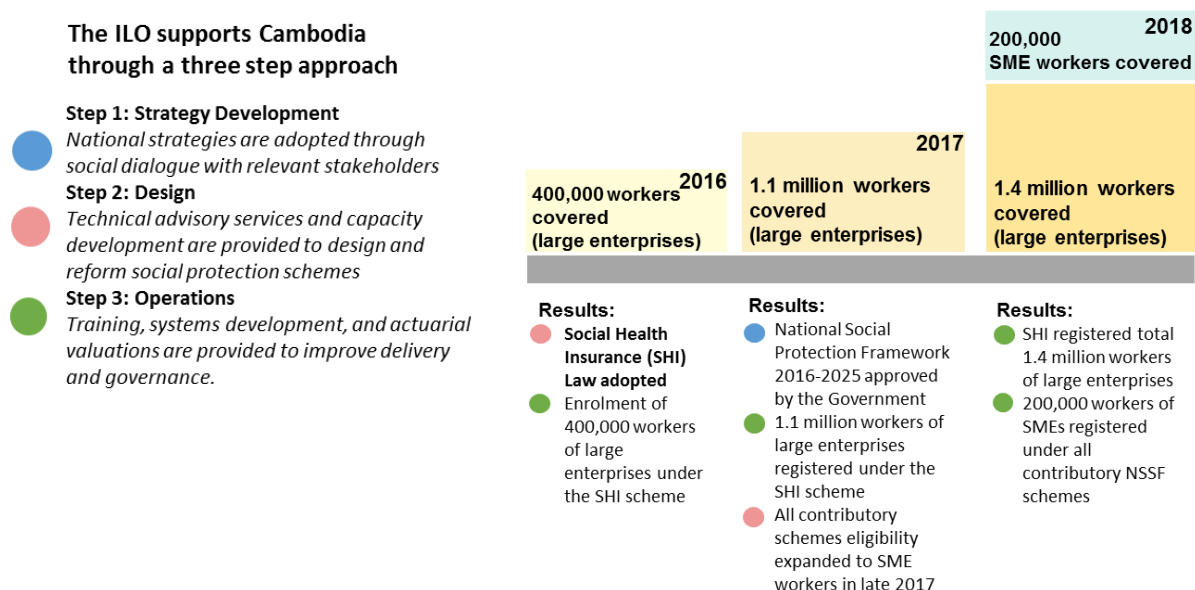 The ILO supports Cambodia
through a three step approach
Step 1: Strategy Development
National strategies are adopted through
social dialogue with relevant stakeholders
Step 2: Design
Technical advisory services and capacity
development are provided to design and
reform social protection schemes
Step 3: Operations
Training, systems development, and actuarial
valuations are provided to improve delivery
and governance.
2016
400,000 workers
covered
(large enterprises)
2017
1.1 million workers
covered
(large enterprises)
2018
200,000
SME workers covered
1.4 million workers
covered
(large enterprises)
Results:
Social Health
Insurance (SHI)
Law adopted
Enrolment of
400,000 workers
of large
enterprises under
the SHI scheme
Results:
National Social
Protection Framework
2016-2025 approved
by the Government
1.1 million workers of
large enterprises
registered under the
SHI scheme
All contributory
schemes eligibility
expanded to SME
workers in late 2017
Results:
SHI registered total
1.4 million workers
of large enterprises
200,000 workers of
SMEs registered
under all
contributory NSSF
schemes